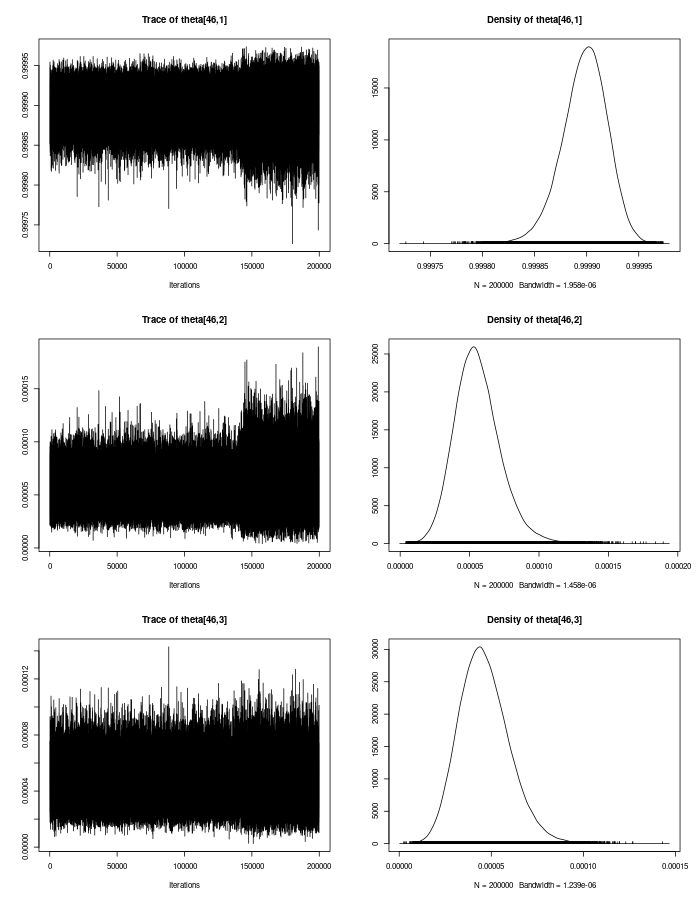 Trace of theta[46,1]
Density of theta[46,1]
0.99975 0.99980 0.99985 0.99990 0.99995
0 50000 100000 150000 200000
Iterations
0 5000 10000 15000
0.99975 0.99980 0.99985 0.99990 0.99995
N = 200000 Bandwidth = 1.958e-06
Trace of theta[46,2]
Density of theta[46,2]
0.00000 0.00005 0.00010 0.00015
0 50000 100000 150000 200000
Iterations
0 5000 10000 15000 20000 25000
0.00000 0.00005 0.00010 0.00015 0.00020
N = 200000 Bandwidth = 1.458e-06
Trace of theta[46,3]
Density of theta[46,3]
0.00000 0.00004 0.00008 0.00012
0 50000 100000 150000 200000
Iterations
0 5000 10000 15000 20000 25000 30000
0.00000 0.00005 0.00010 0.00015
N = 200000 Bandwidth = 1.239e-06